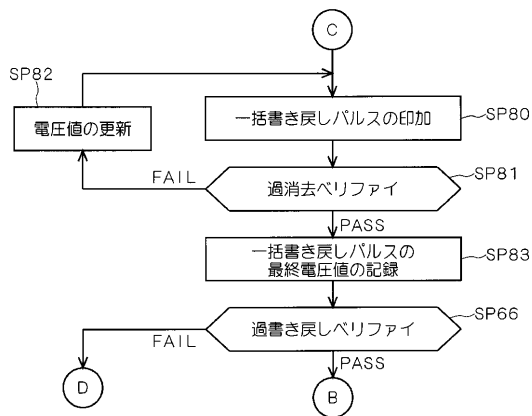 C
SP82
電圧値の更新
一括書き戻しパルスの印加
SP80
FAIL
過消去ベリファイ
SP81
PASS
一括書き戻しパルスの
最終電圧値の記録
SP83
過書き戻しベリファイ
SP66
FAIL
PASS
D
B